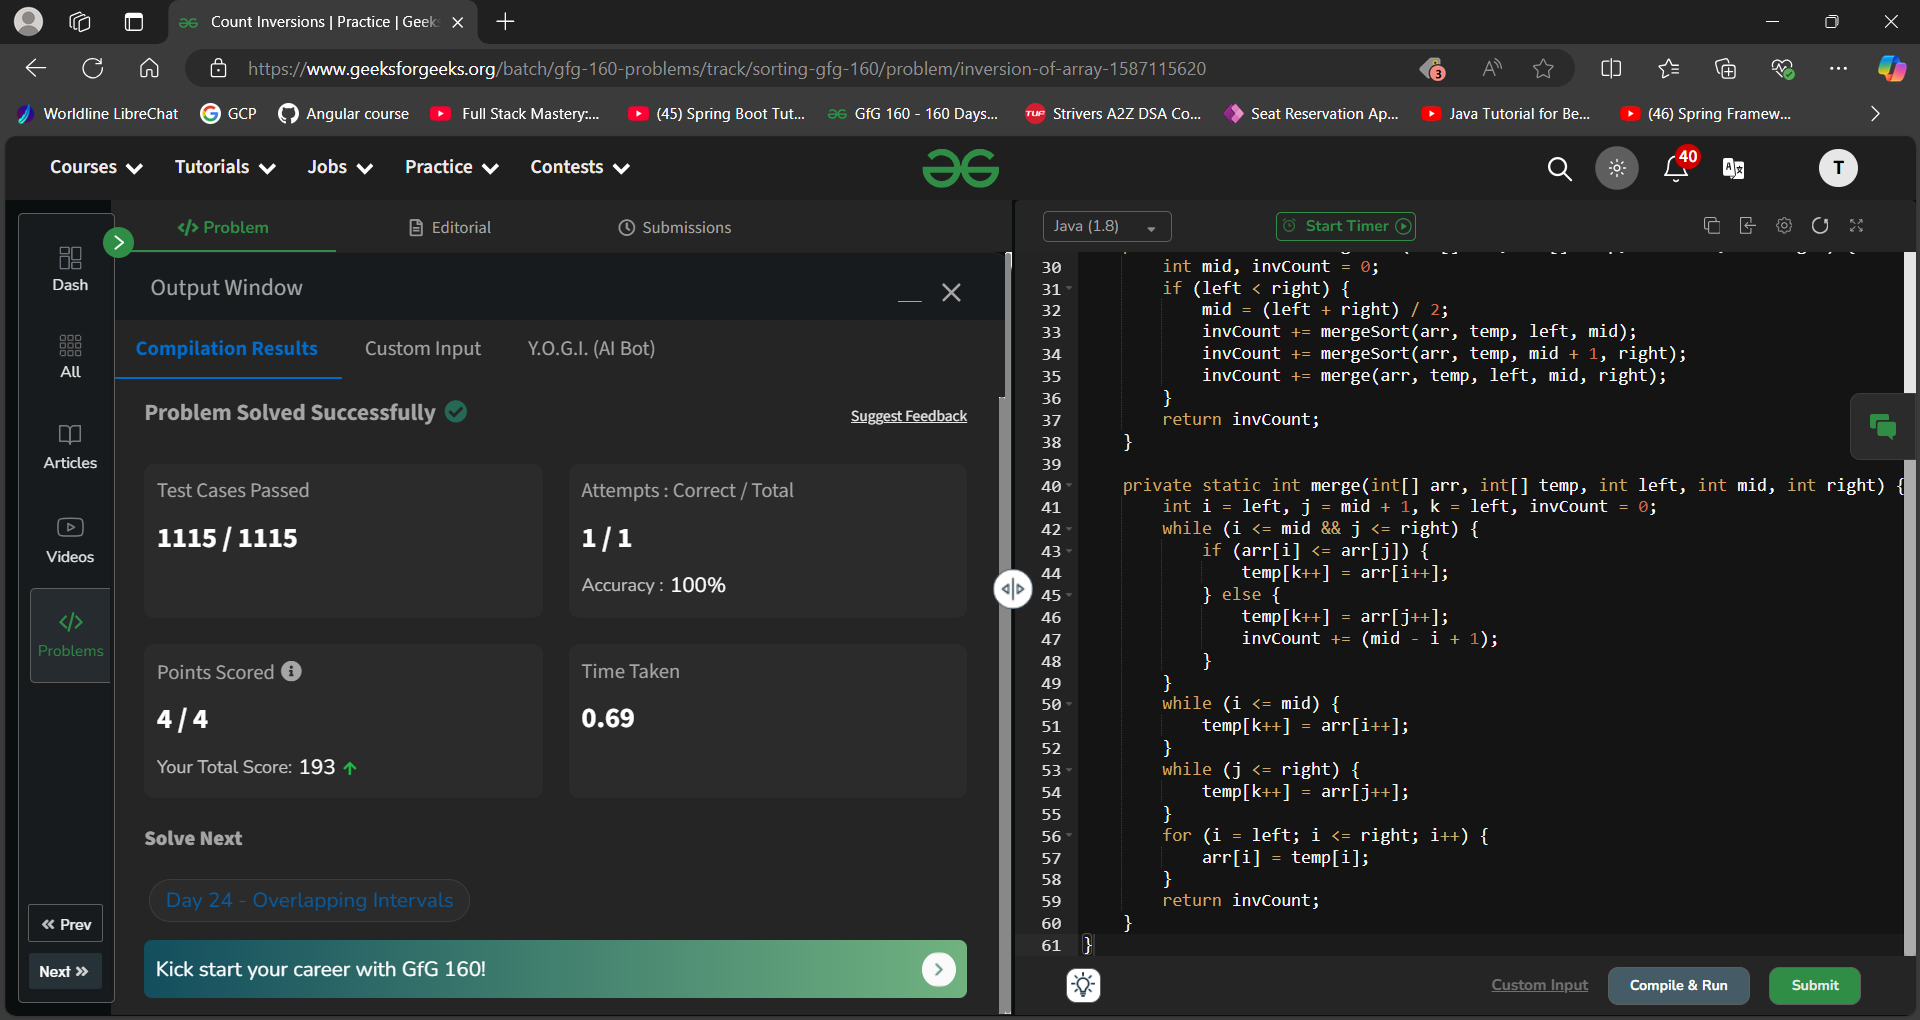 Count Inversions | Practice | Geek
https://www.geeksforgeeks.org/batch/gfg-160-problems/track/sorting-gfg-160/problem/inversion-of-array-1587115620
3
Worldline LibreChat
GCP
Angular course
Full Stack Mastery:...
(45) Spring Boot Tut...
GfG 160 - 160 Days...
TUF
Strivers A2Z DSA Co...
Seat Reservation Ap...
Java Tutorial for Be...
(46) Spring Framew...
Courses
Tutorials
Jobs
Practice
Contests
40
T
Dash
All
Articles
Videos
</>
Problems
« Prev
Next »
</> Problem
Editorial
Submissions
Output Window
Compilation Results
Custom Input
Y.O.G.I. (AI Bot)
Problem Solved Successfully
Suggest Feedback
Test Cases Passed
1115 / 1115
Attempts : Correct / Total
1 / 1
Accuracy : 100%
Points Scored
4 / 4
Your Total Score: 193
Time Taken
0.69
Solve Next
Day 24 - Overlapping Intervals
Kick start your career with GfG 160!
Java (1.8)
Start Timer
30 int mid, invCount = 0;
31 if (left < right) {
32 mid = (left + right) / 2;
33 invCount += mergeSort(arr, temp, left, mid);
34 invCount += mergeSort(arr, temp, mid + 1, right);
35 invCount += merge(arr, temp, left, mid, right);
36 }
37 return invCount;
38 }
39
40 private static int merge(int[] arr, int[] temp, int left, int mid, int right) {
41 int i = left, j = mid + 1, k = left, invCount = 0;
42 while (i <= mid && j <= right) {
43 if (arr[i] <= arr[j]) {
44 temp[k++] = arr[i++];
45 } else {
46 temp[k++] = arr[j++];
47 invCount += (mid - i + 1);
48 }
49 }
50 while (i <= mid) {
51 temp[k++] = arr[i++];
52 }
53 while (j <= right) {
54 temp[k++] = arr[j++];
55 }
56 for (i = left; i <= right; i++) {
57 arr[i] = temp[i];
58 }
59 return invCount;
60 }
61 }
Custom Input
Compile & Run
Submit